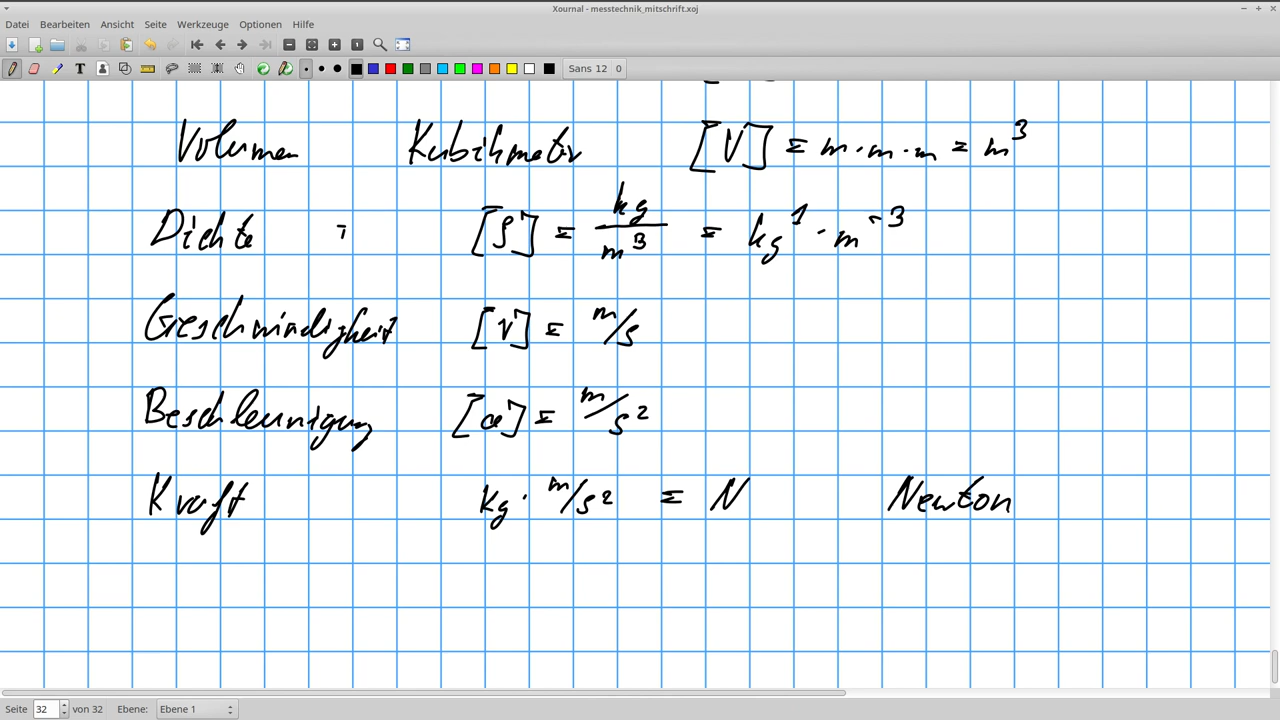 Xournal - messtechnik_mitschrift.xoj
Datei Bearbeiten Ansicht Seite Werkzeuge Optionen Hilfe
Sans 12 0
Volumen Kubikmeter [V] = m·m·m = m³
Dichte : [ρ] = kg/m³ = kg¹·m⁻³
Geschwindigkeit [v] = m/s
Beschleunigung [a] = m/s²
Kraft kg·m/s² = N Newton
Seite 32 von 32 Ebene: Ebene 1